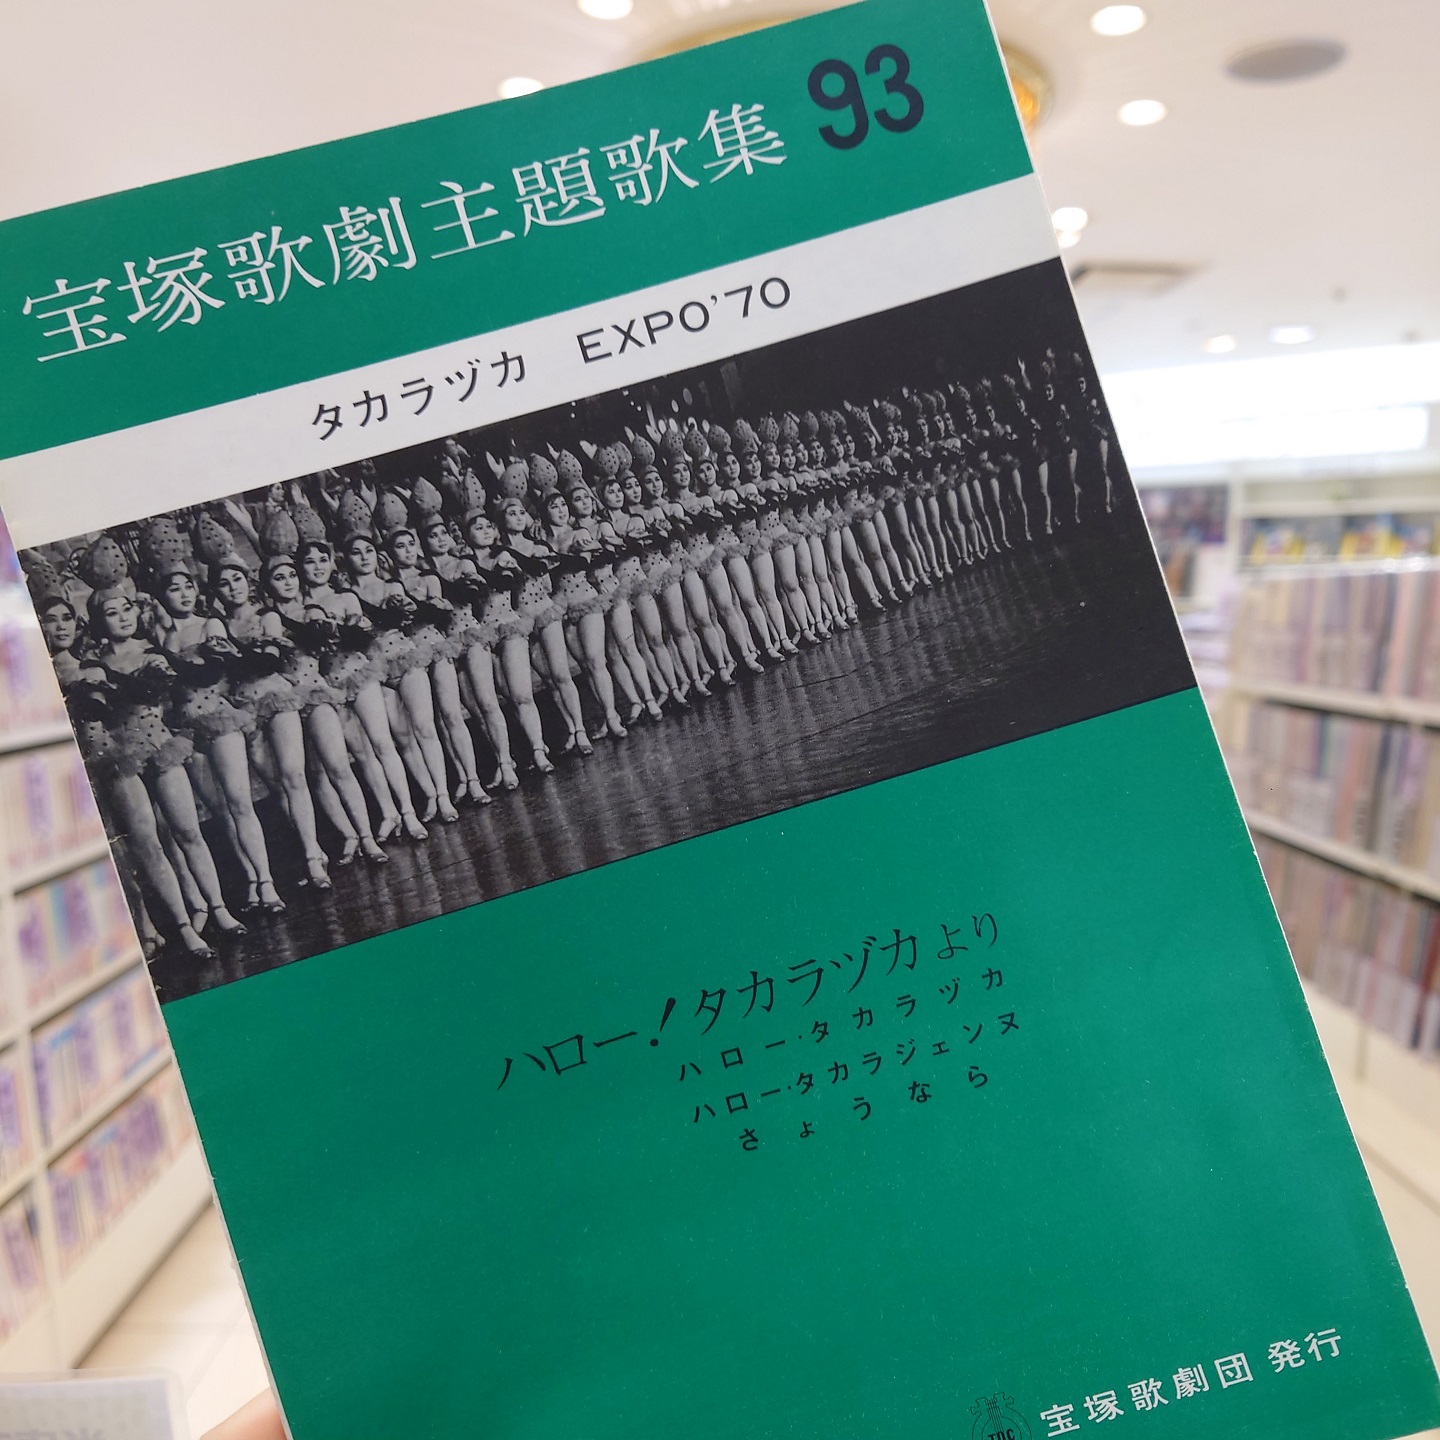 宝塚歌劇主題歌集 93
タカラヅカ EXPO'70
ハロー!タカラヅカより
ハロー・タカラヅカ
ハロー・タカラジェンヌ
さょうなら
TOC
宝塚歌劇団 発行